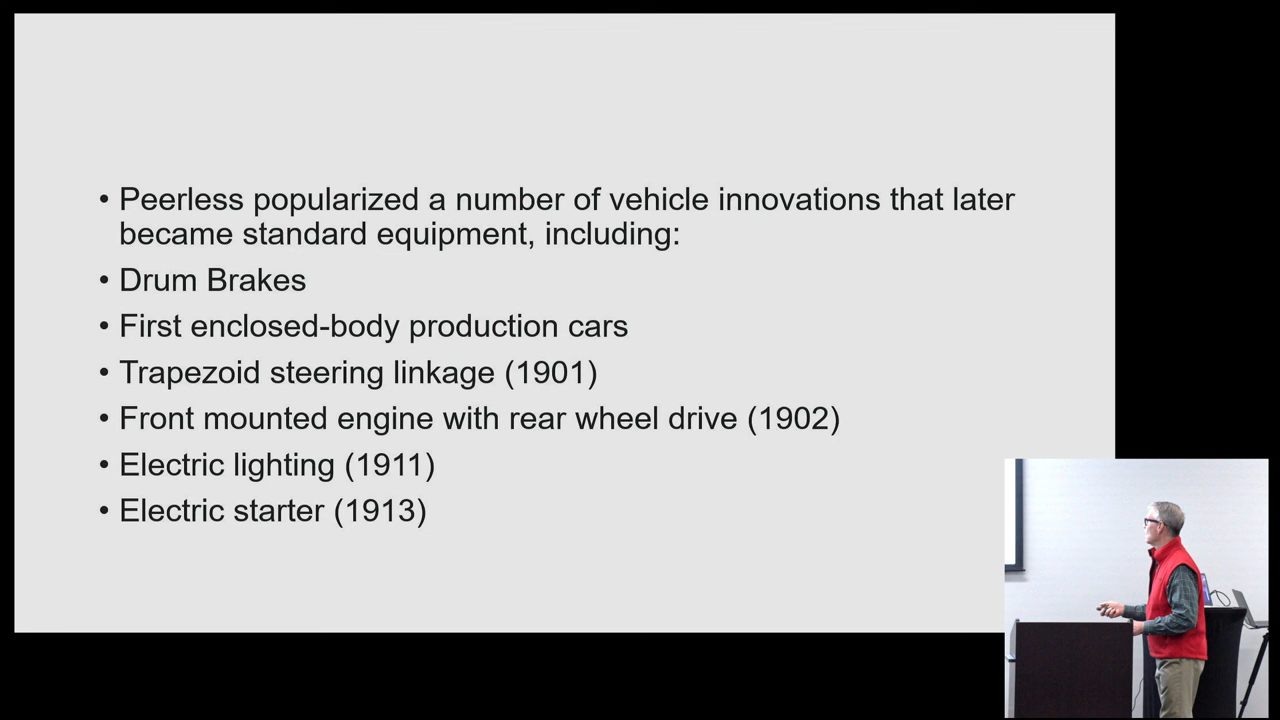 • Peerless popularized a number of vehicle innovations that later
became standard equipment, including:
• Drum Brakes
• First enclosed-body production cars
• Trapezoid steering linkage (1901)
• Front mounted engine with rear wheel drive (1902)
• Electric lighting (1911)
• Electric starter (1913)